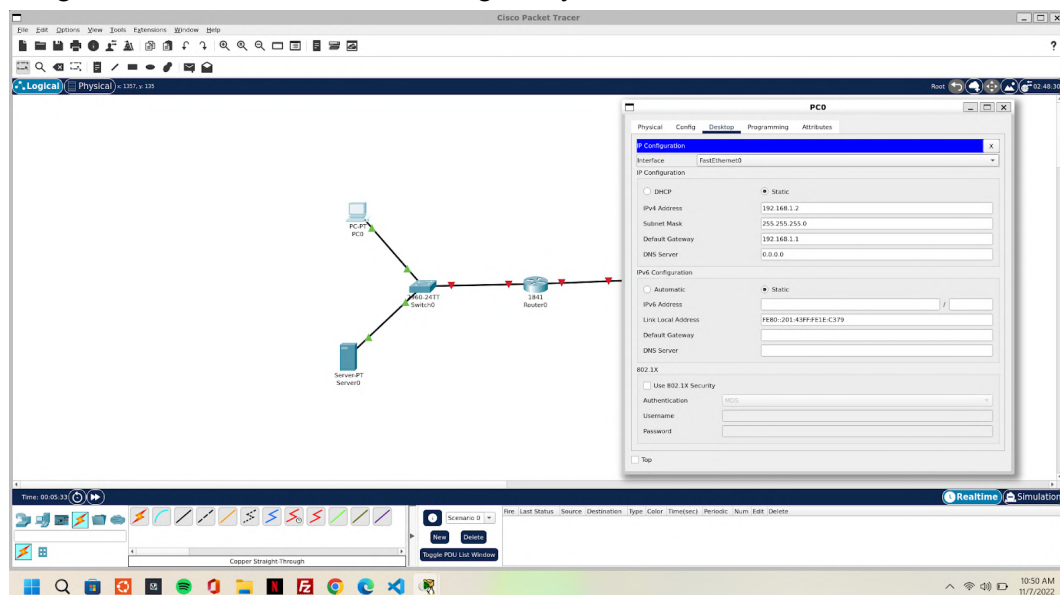 Cisco Packet Tracer
File Edit Options View Tools Extensions Window Help
?
Logical Physical x: 1357, y: 135
Root 02:48:30
PC-PT
PC0
2960-24TT
Switch0
1841
Router0
Server-PT
Server0
PC0
Physical Config Desktop Programming Attributes
IP Configuration X
Interface FastEthernet0
IP Configuration
DHCP Static
IPv4 Address 192.168.1.2
Subnet Mask 255.255.255.0
Default Gateway 192.168.1.1
DNS Server 0.0.0.0
IPv6 Configuration
Automatic Static
IPv6 Address /
Link Local Address FE80::201:43FF:FE1E:C379
Default Gateway
DNS Server
802.1X
Use 802.1X Security
Authentication MD5
Username
Password
Top
Time: 00:05:33
Realtime Simulation
Scenario 0
New Delete
Toggle PDU List Window
Fire Last Status Source Destination Type Color Time(sec) Periodic Num Edit Delete
Copper Straight-Through
10:50 AM
11/7/2022